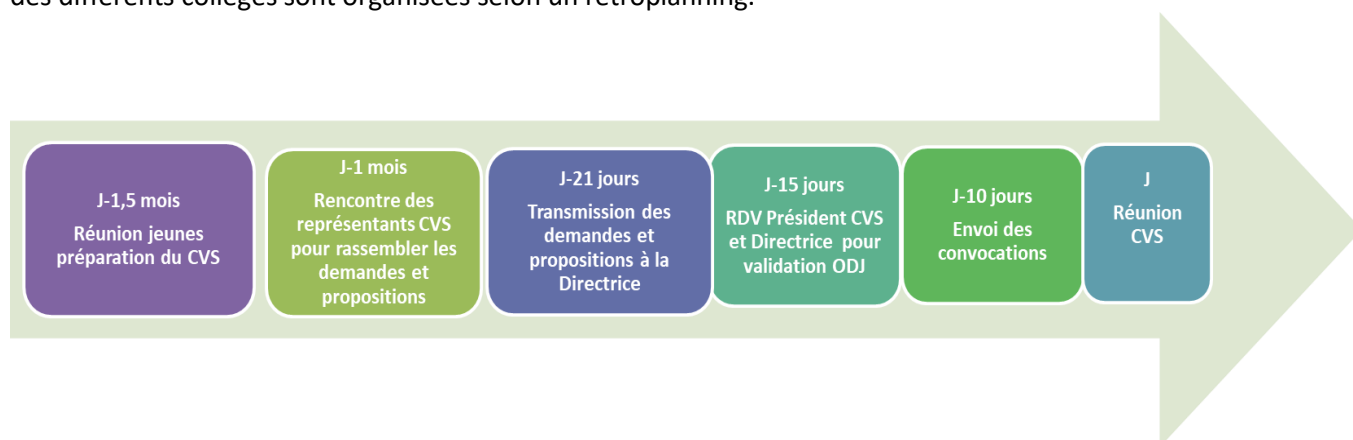 des différents collèges sont organisées selon un rétroplanning.
J-1,5 mois
Réunion jeunes
préparation du CVS
J-1 mois
Rencontre des
représentants CVS
pour rassembler les
demandes et
propositions
J-21 jours
Transmission des
demandes et
propositions à la
Directrice
J-15 jours
RDV Président CVS
et Directrice pour
validation ODJ
J-10 jours
Envoi des
convocations
J
Réunion
CVS